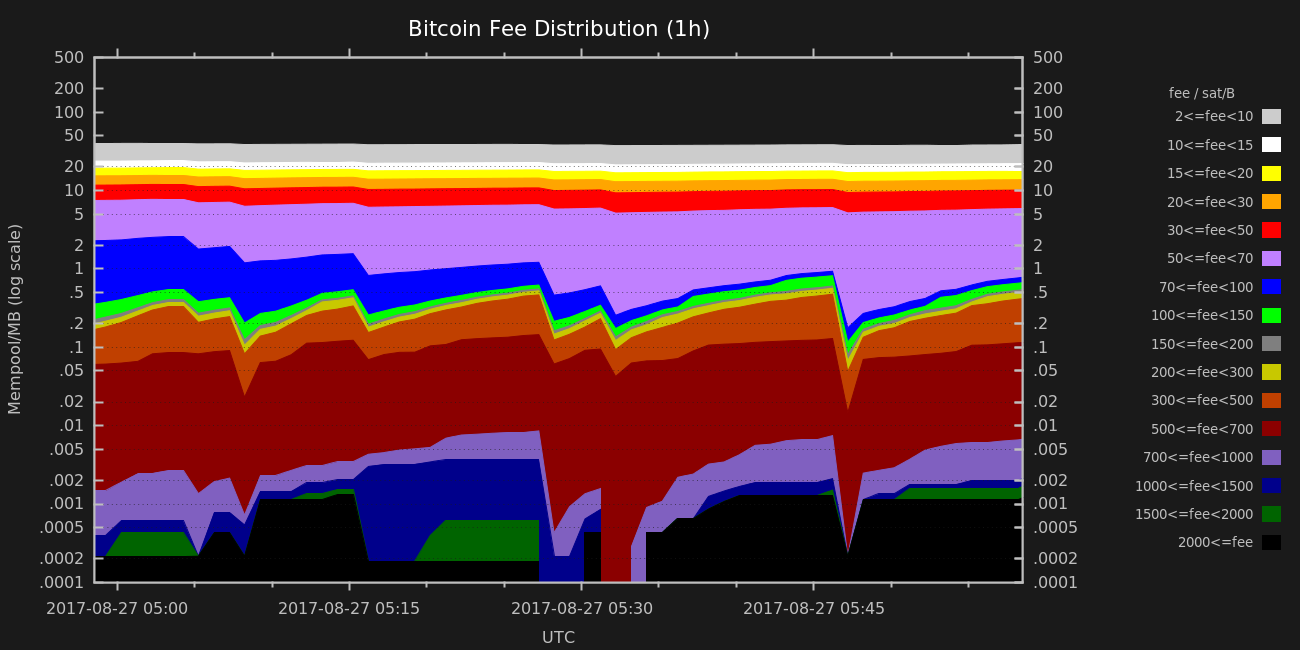 Bitcoin Fee Distribution (1h)
500 500
200 200
100 100
50 50
20 20
10 10
5 5
2 2
1 1
.5 .5
.2 .2
.1 .1
.05 .05
.02 .02
.01 .01
.005 .005
.002 .002
.001 .001
.0005 .0005
.0002 .0002
.0001 .0001
Mempool/MB (log scale)
2017-08-27 05:00 2017-08-27 05:15 2017-08-27 05:30 2017-08-27 05:45
UTC
fee / sat/B
2<=fee<10
10<=fee<15
15<=fee<20
20<=fee<30
30<=fee<50
50<=fee<70
70<=fee<100
100<=fee<150
150<=fee<200
200<=fee<300
300<=fee<500
500<=fee<700
700<=fee<1000
1000<=fee<1500
1500<=fee<2000
2000<=fee